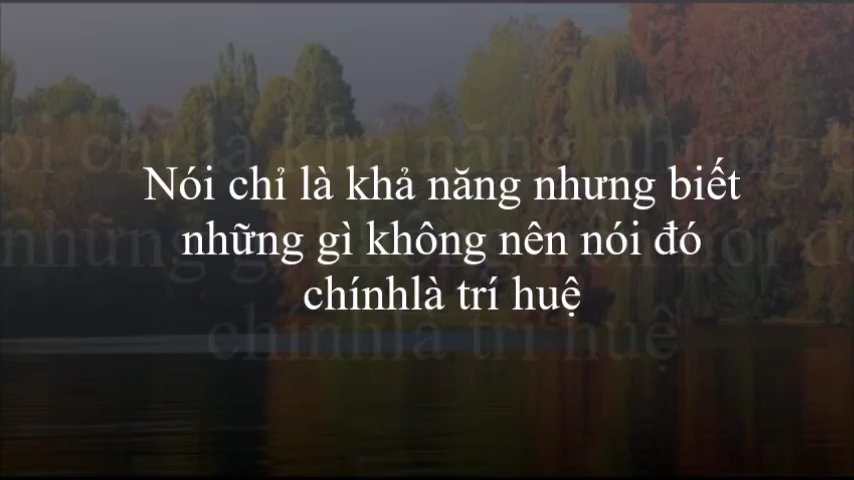 Nói chỉ là khả năng nhưng biết
những gì không nên nói đó
chínhlà trí huệ